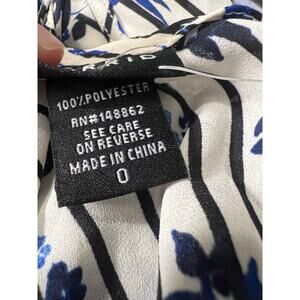 100% POLYESTER
RN#148862
SEE CARE
ON REVERSE
MADE IN CHINA
0